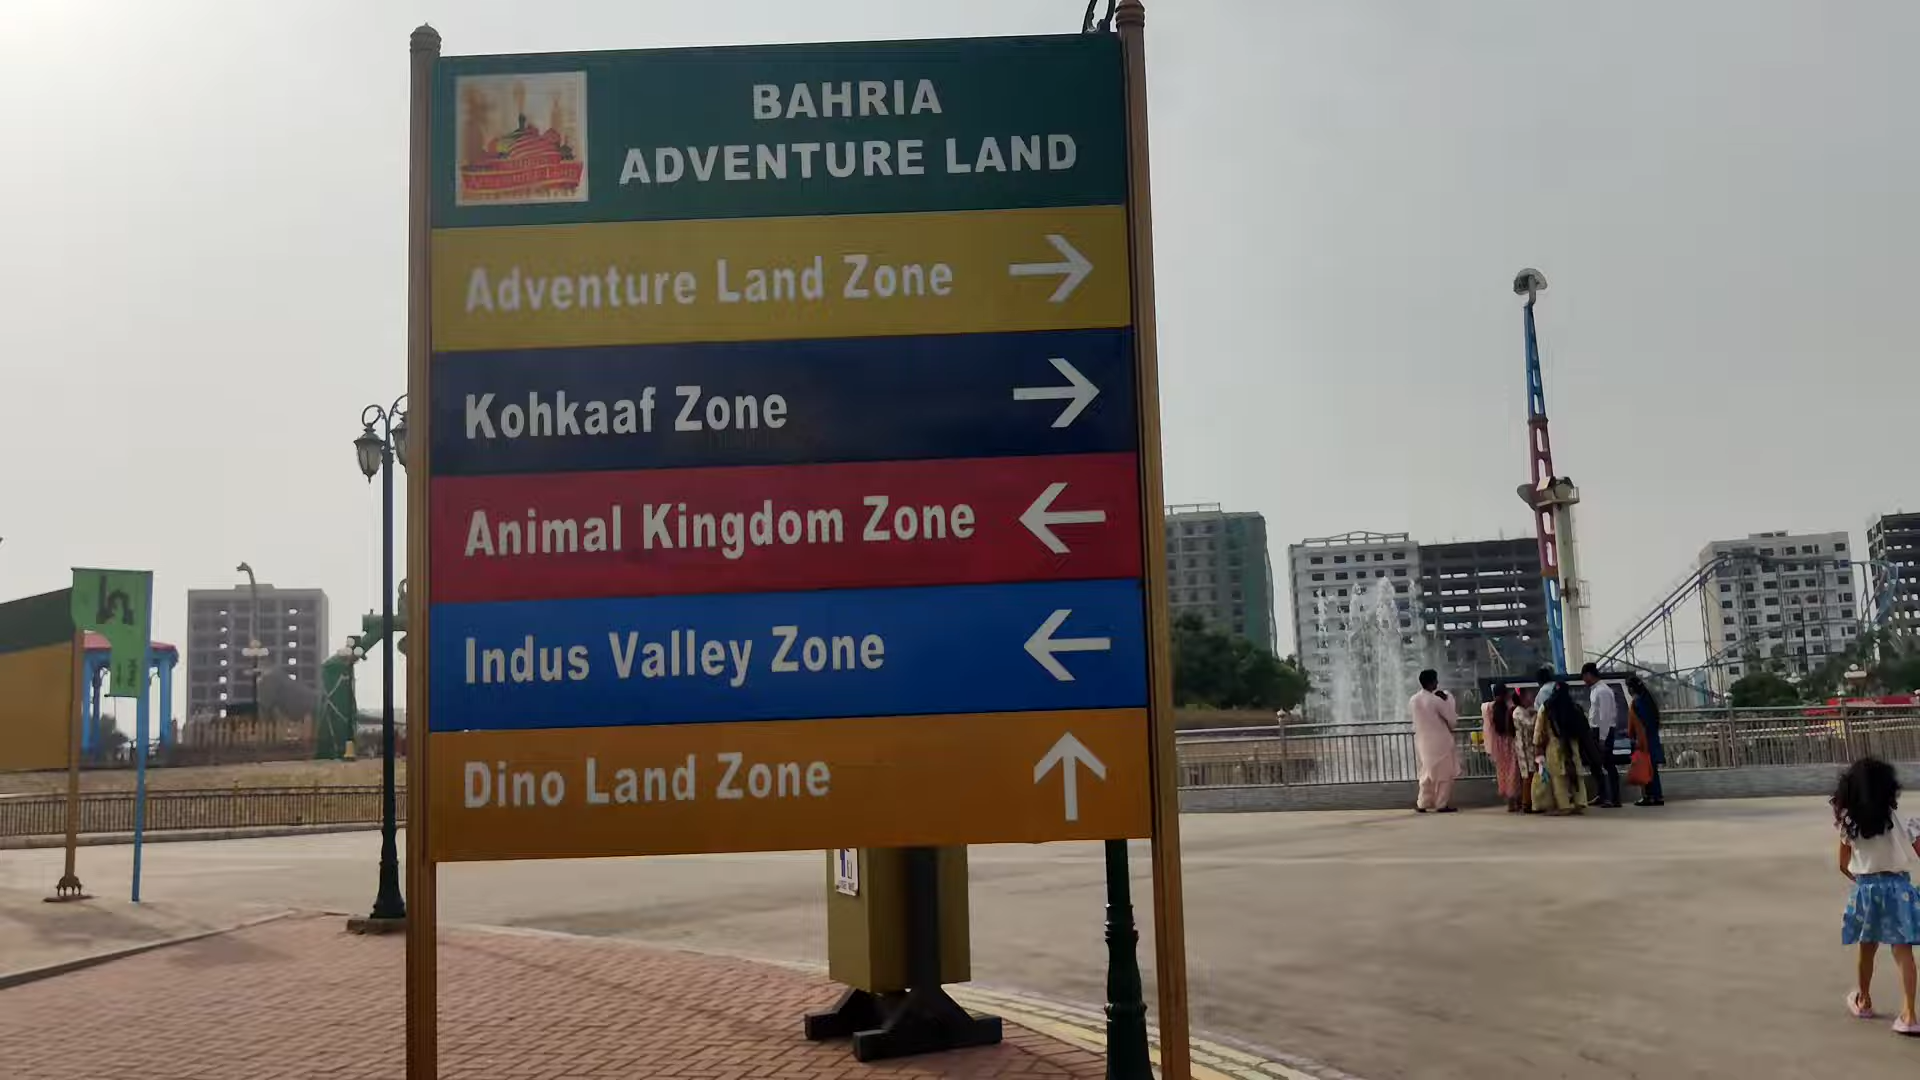 BAHRIA
ADVENTURE LAND
Adventure Land Zone
Kohkaaf Zone
Animal Kingdom Zone
Indus Valley Zone
Dino Land Zone